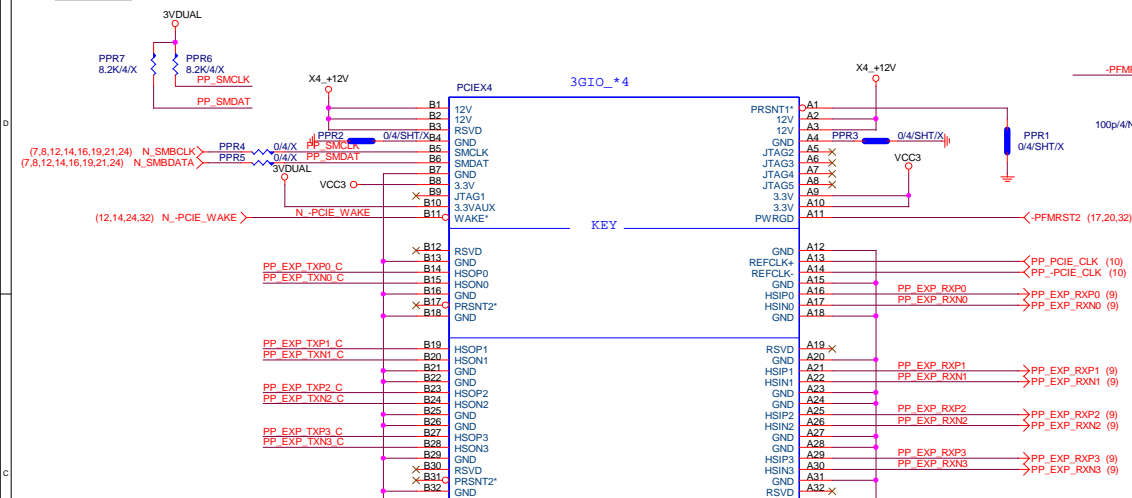 3VDUAL
PPR7
8.2K/4/X
PPR6
8.2K/4/X
PP_SMCLK
PP_SMDAT
X4_+12V
PCIEX4
3GIO_*4
X4_+12V
-PFMR
100p/4/N
D
B1 12V
B2 12V
B3 RSVD
B4 GND
B5 SMCLK
B6 SMDAT
B7 GND
B8 3.3V
B9 JTAG1
B10 3.3VAUX
B11 WAKE*
PPR2 0/4/SHT/X
(7,8,12,14,16,19,21,24) N_SMBCLK PPR4 0/4/X PP_SMCLK
(7,8,12,14,16,19,21,24) N_SMBDATA PPR5 0/4/X PP_SMDAT
3VDUAL
VCC3
(12,14,24,32) N_-PCIE_WAKE N_-PCIE_WAKE
PRSNT1* A1
12V A2
12V A3
GND A4
JTAG2 A5
JTAG3 A6
JTAG4 A7
JTAG5 A8
3.3V A9
3.3V A10
PWRGD A11
PPR3 0/4/SHT/X
VCC3
PPR1
0/4/SHT/X
-PFMRST2 (17,20,32)
KEY
B12 RSVD
B13 GND
PP_EXP_TXP0_C B14 HSOP0
PP_EXP_TXN0_C B15 HSON0
B16 GND
B17 PRSNT2*
B18 GND
GND A12
REFCLK+ A13 PP_PCIE_CLK (10)
REFCLK- A14 PP_-PCIE_CLK (10)
GND A15
HSIP0 A16 PP_EXP_RXP0 PP_EXP_RXP0 (9)
HSIN0 A17 PP_EXP_RXN0 PP_EXP_RXN0 (9)
GND A18
PP_EXP_TXP1_C B19 HSOP1
PP_EXP_TXN1_C B20 HSON1
B21 GND
B22 GND
PP_EXP_TXP2_C B23 HSOP2
PP_EXP_TXN2_C B24 HSON2
B25 GND
B26 GND
PP_EXP_TXP3_C B27 HSOP3
PP_EXP_TXN3_C B28 HSON3
B29 GND
B30 RSVD
B31 PRSNT2*
B32 GND
RSVD A19
GND A20
HSIP1 A21 PP_EXP_RXP1 PP_EXP_RXP1 (9)
HSIN1 A22 PP_EXP_RXN1 PP_EXP_RXN1 (9)
GND A23
GND A24
HSIP2 A25 PP_EXP_RXP2 PP_EXP_RXP2 (9)
HSIN2 A26 PP_EXP_RXN2 PP_EXP_RXN2 (9)
GND A27
GND A28
HSIP3 A29 PP_EXP_RXP3 PP_EXP_RXP3 (9)
HSIN3 A30 PP_EXP_RXN3 PP_EXP_RXN3 (9)
GND A31
RSVD A32
C